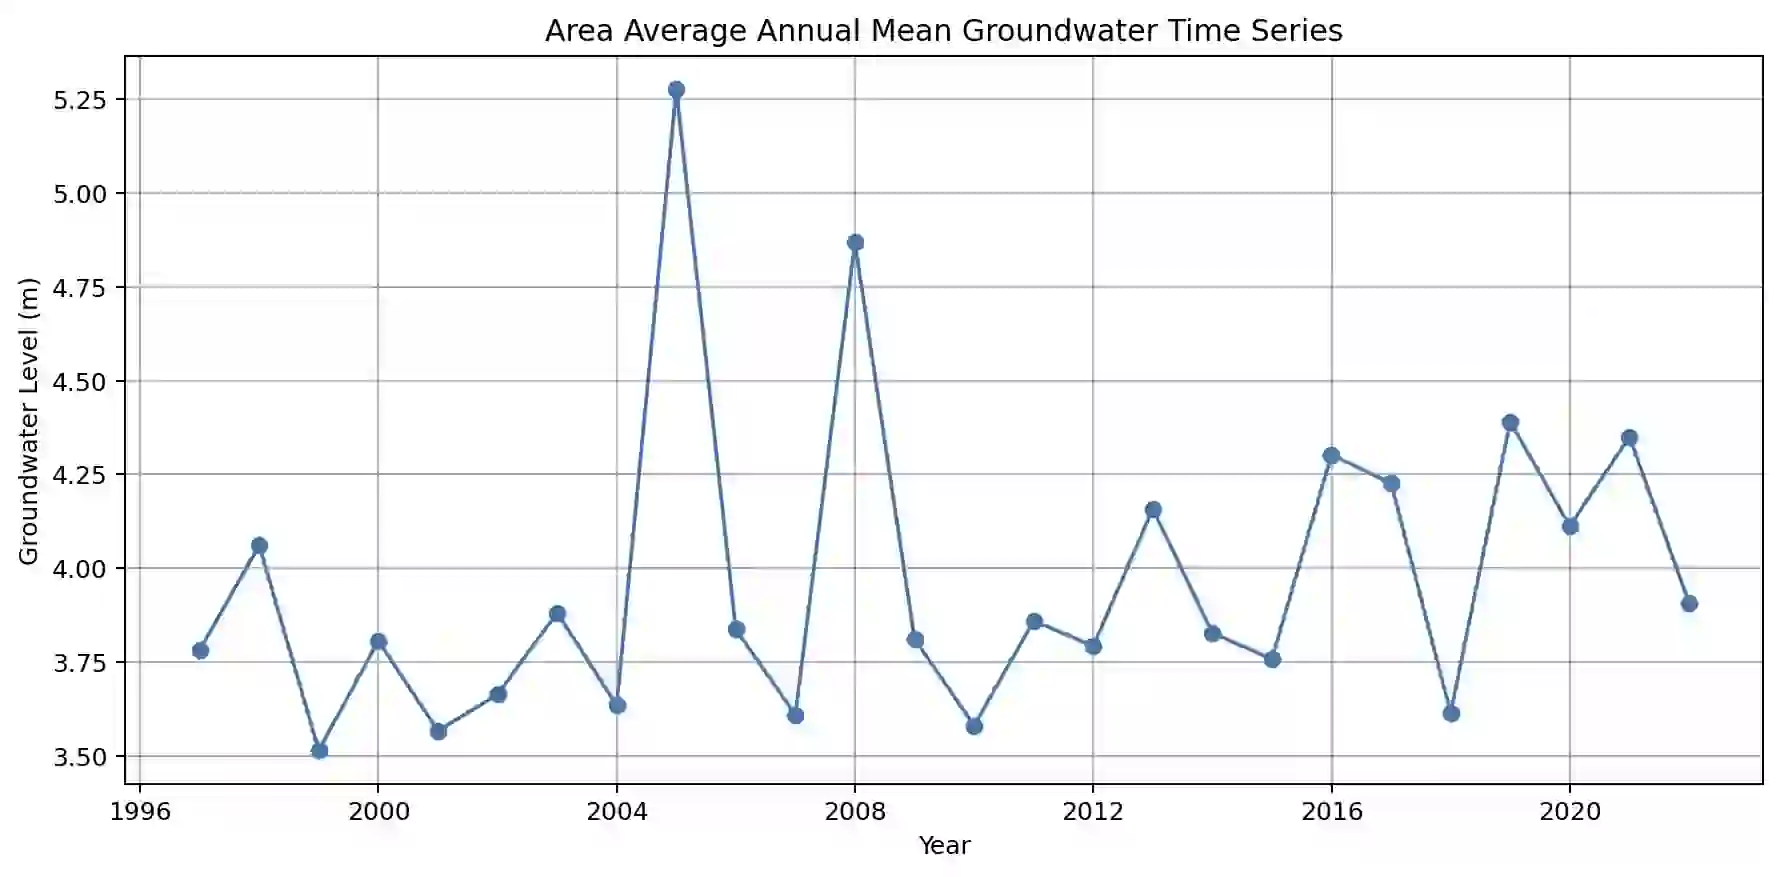 Area Average Annual Mean Groundwater Time Series
Groundwater Level (m)
5.25
5.00
4.75
4.50
4.25
4.00
3.75
3.50
1996 2000 2004 2008 2012 2016 2020
Year